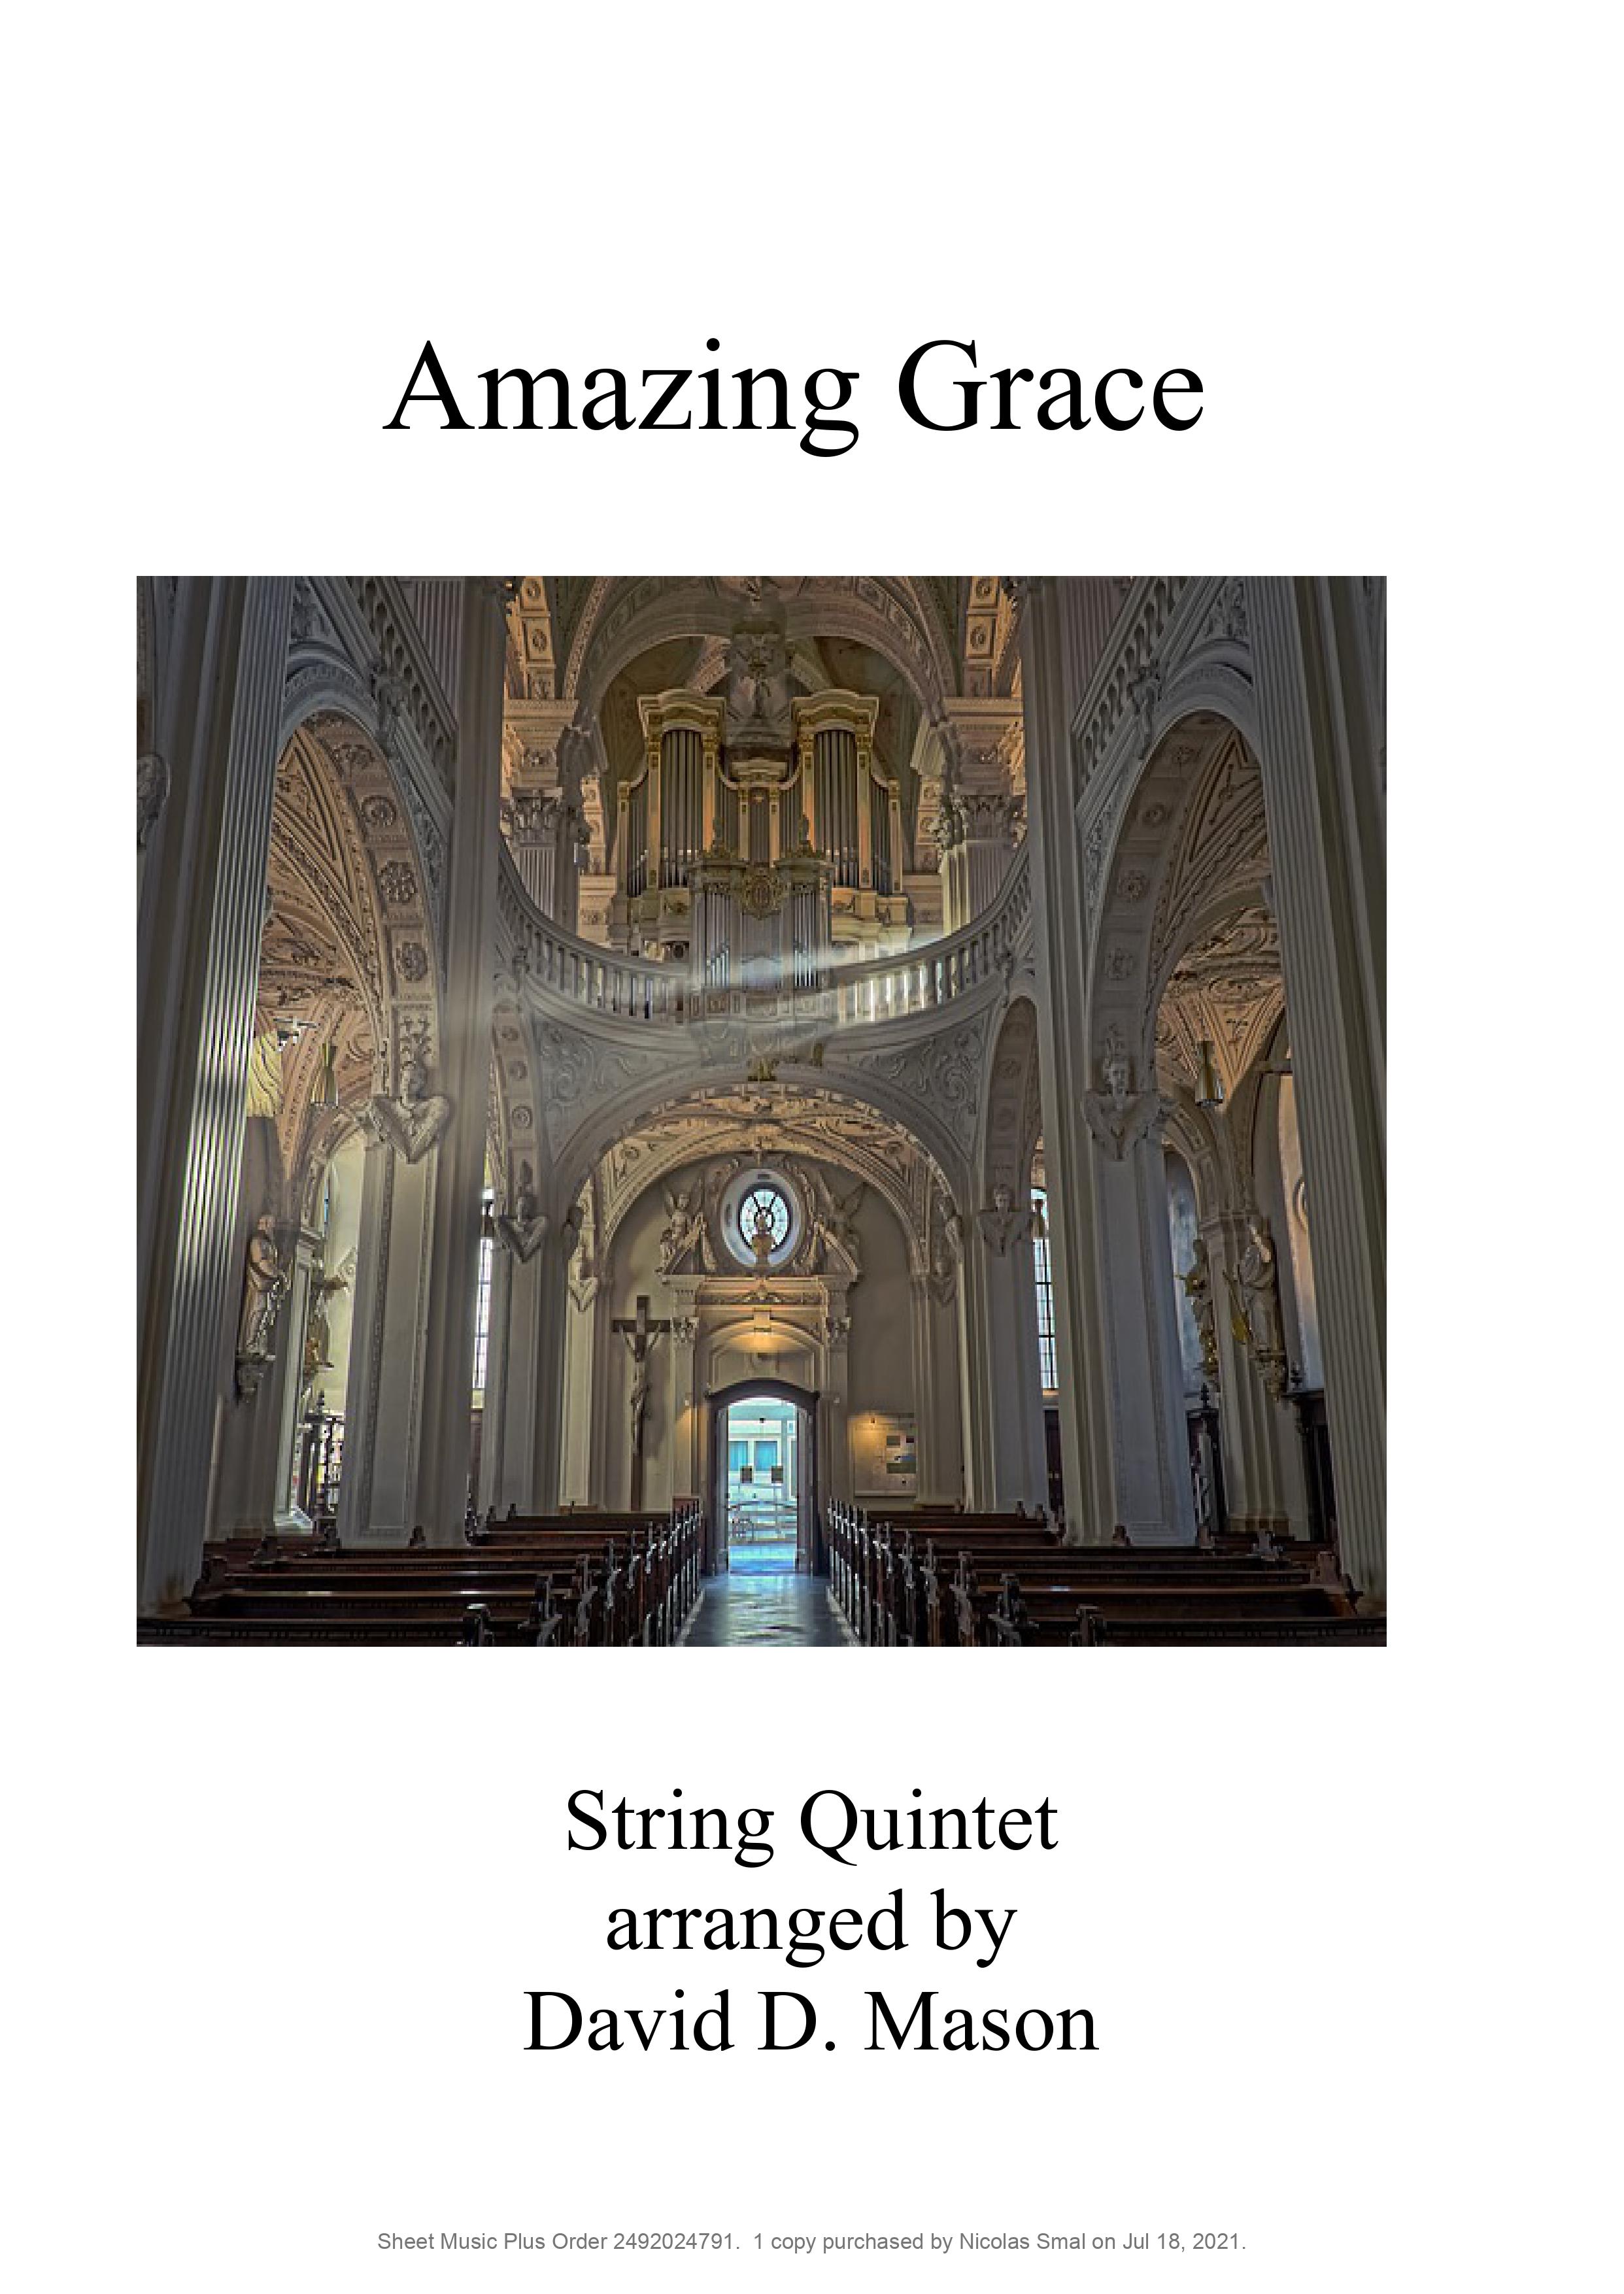 Amazing Grace
String Quintet
arranged by
David D. Mason
Sheet Music Plus Order 2492024791.  1 copy purchased by Nicolas Smal on Jul 18, 2021.